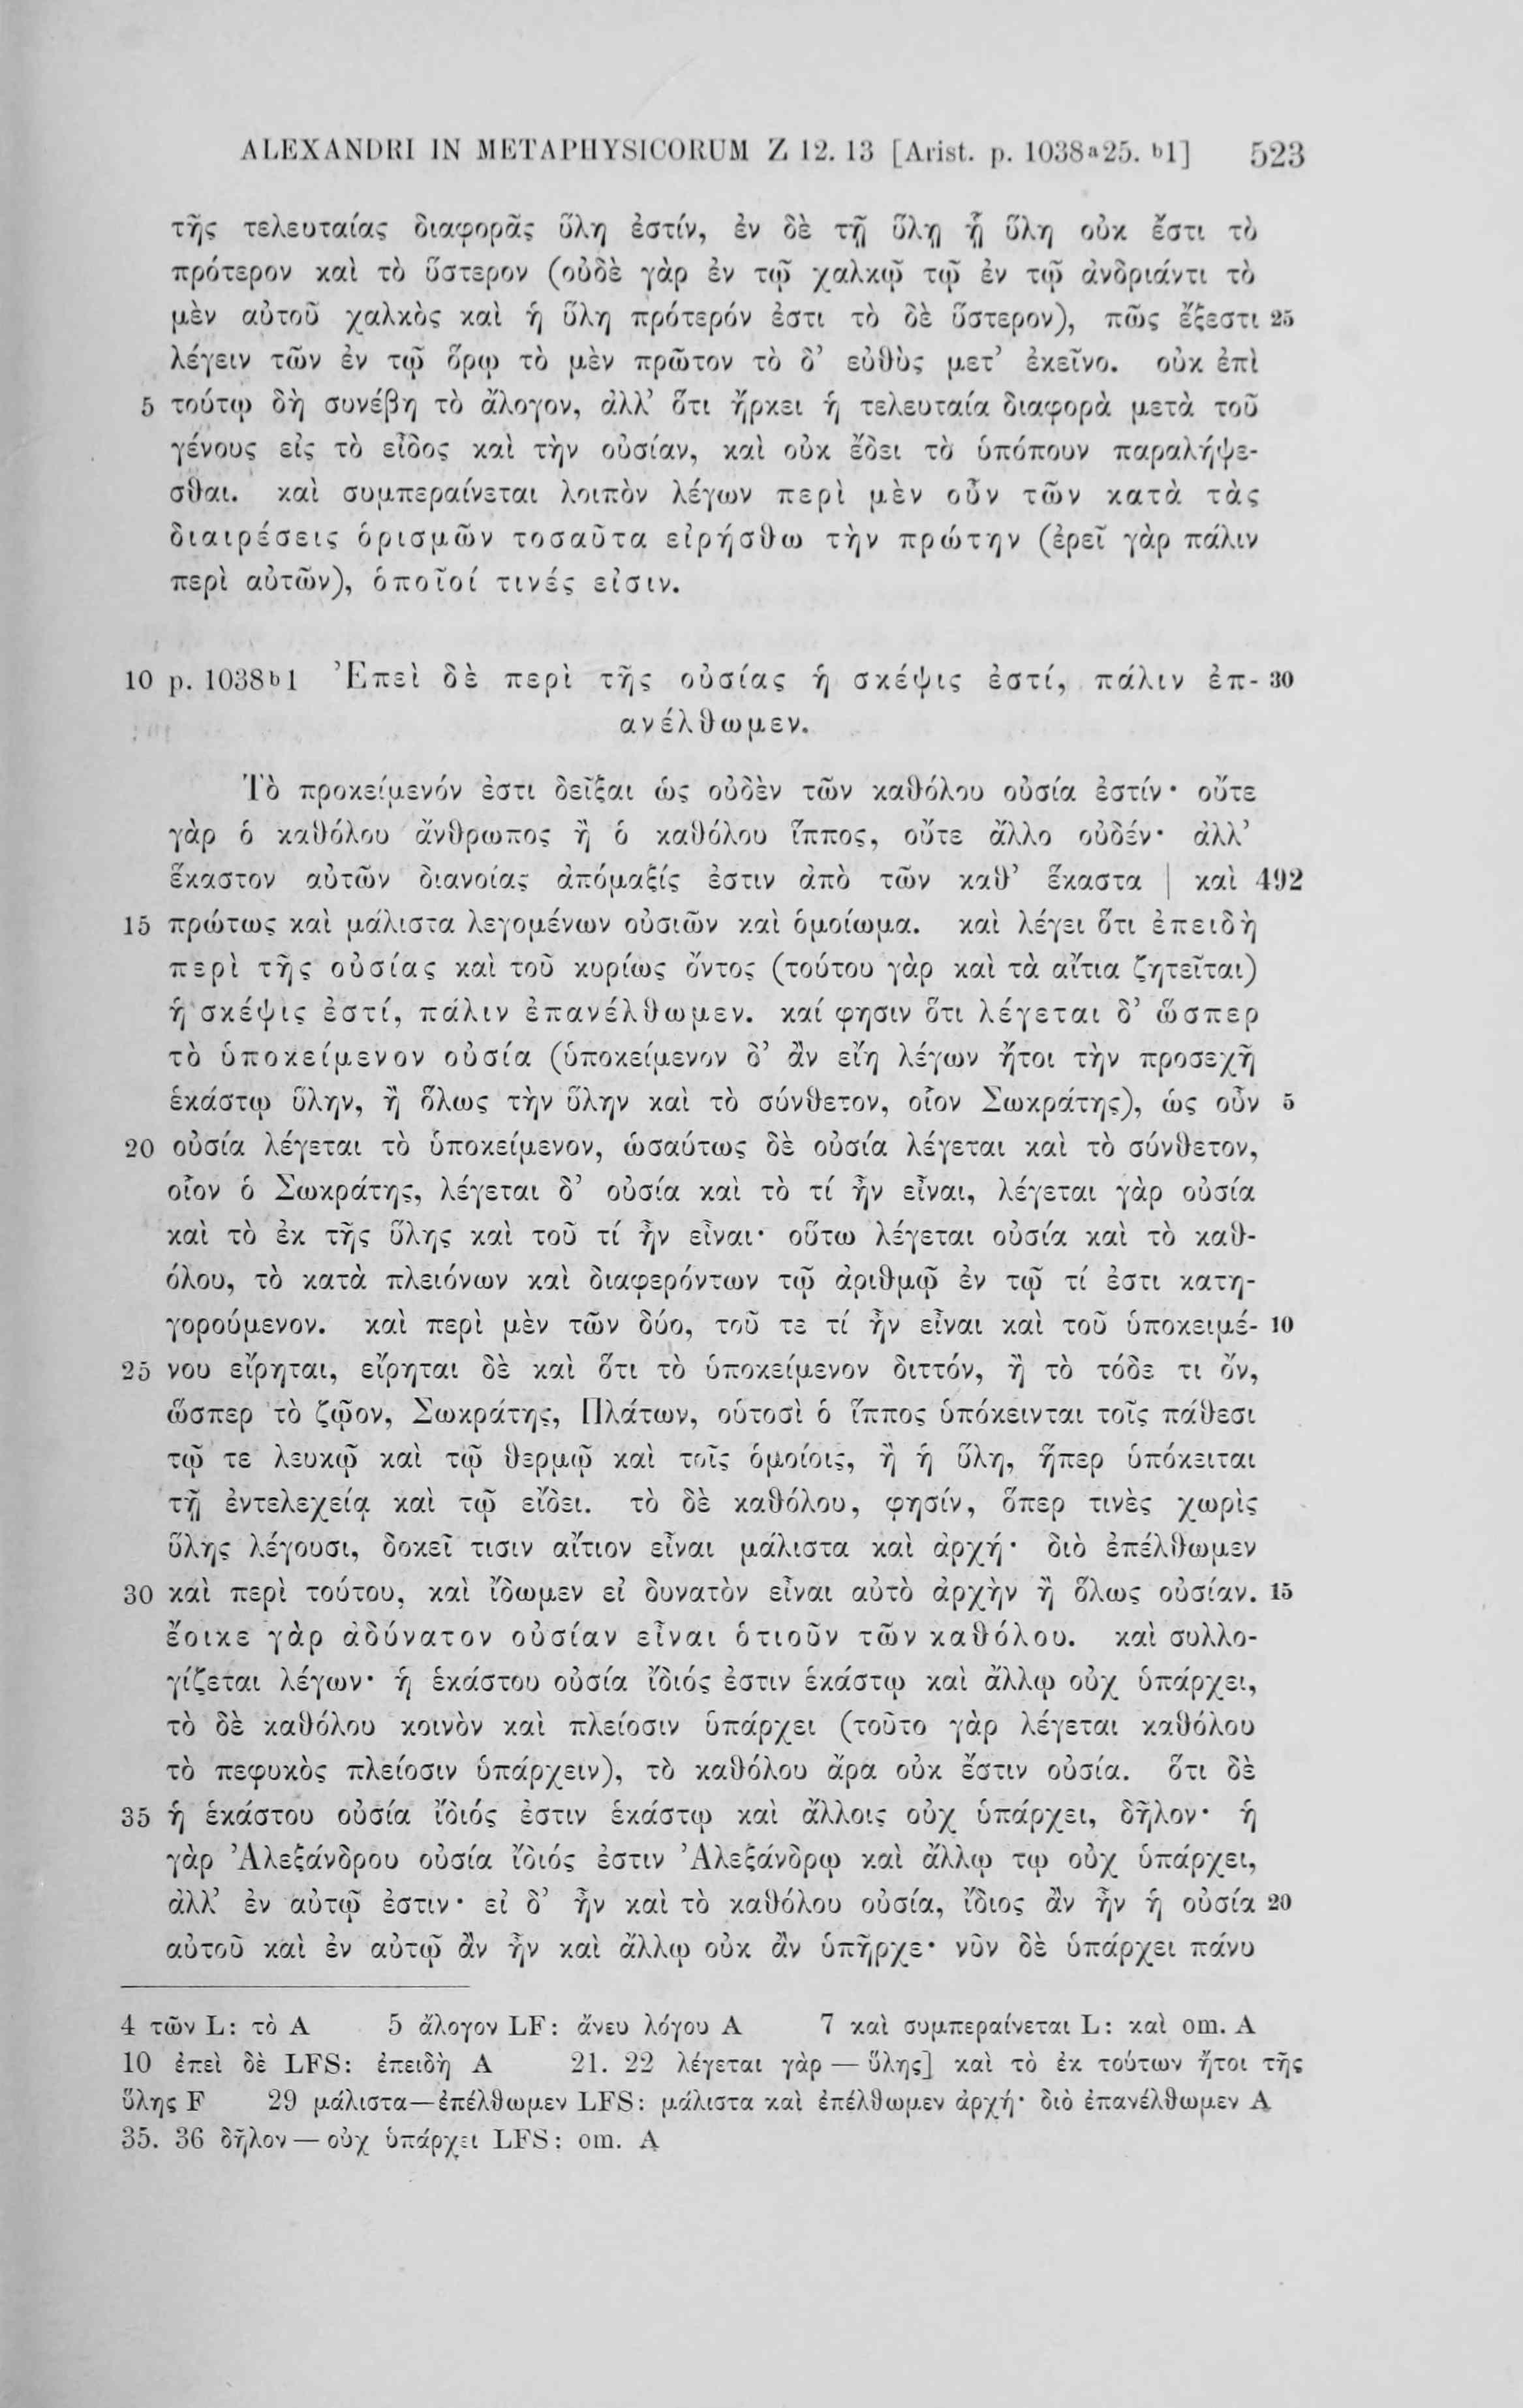 ALEXANDRI IN METAPHYSICORUM Z 12. 13 [Arist. p. 1038ᵃ25. ᵇ1] 523
τῆς τελευταίας διαφορᾶς ὕλη ἐστίν, ἐν δὲ τῇ ὕλῃ ᾗ ὕλη οὐκ ἔστι τὸ
πρότερον καὶ τὸ ὕστερον (οὐδὲ γὰρ ἐν τῷ χαλκῷ τῷ ἐν τῷ ἀνδριάντι τὸ
μὲν αὐτοῦ χαλκὸς καὶ ἡ ὕλη πρότερόν ἐστι τὸ δὲ ὕστερον), πῶς ἔξεστι 25
λέγειν τῶν ἐν τῷ ὅρῳ τὸ μὲν πρῶτον τὸ δ’ εὐθὺς μετ’ ἐκεῖνο. οὐκ ἐπὶ
5 τούτῳ δὴ συνέβη τὸ ἄλογον, ἀλλ’ ὅτι ἤρκει ἡ τελευταία διαφορὰ μετὰ τοῦ
γένους εἰς τὸ εἶδος καὶ τὴν οὐσίαν, καὶ οὐκ ἔδει τὸ ὑπόπουν παραλήψε-
σθαι. καὶ συμπεραίνεται λοιπὸν λέγων περὶ μὲν οὖν τῶν κατὰ τὰς
διαιρέσεις ὁρισμῶν τοσαῦτα εἰρήσθω τὴν πρώτην (ἐρεῖ γὰρ πάλιν
περὶ αὐτῶν), ὁποῖοί τινές εἰσιν.
10 p. 1038ᵇ1 Ἐπεὶ δὲ περὶ τῆς οὐσίας ἡ σκέψις ἐστί, πάλιν ἐπ- 30
ανέλθωμεν.
Τὸ προκείμενόν ἐστι δεῖξαι ὡς οὐδὲν τῶν καθόλου οὐσία ἐστίν· οὔτε
γὰρ ὁ καθόλου ἄνθρωπος ἢ ὁ καθόλου ἵππος, οὔτε ἄλλο οὐδέν· ἀλλ’
ἕκαστον αὐτῶν διανοίας ἀπόμαξίς ἐστιν ἀπὸ τῶν καθ’ ἕκαστα | καὶ 492
15 πρώτως καὶ μάλιστα λεγομένων οὐσιῶν καὶ ὁμοίωμα. καὶ λέγει ὅτι ἐπειδὴ
περὶ τῆς οὐσίας καὶ τοῦ κυρίως ὄντος (τούτου γὰρ καὶ τὰ αἴτια ζητεῖται)
ἡ σκέψις ἐστί, πάλιν ἐπανέλθωμεν. καί φησιν ὅτι λέγεται δ’ ὥσπερ
τὸ ὑποκείμενον οὐσία (ὑποκείμενον δ’ ἂν εἴη λέγων ἤτοι τὴν προσεχῆ
ἑκάστῳ ὕλην, ἢ ὅλως τὴν ὕλην καὶ τὸ σύνθετον, οἷον Σωκράτης), ὡς οὖν 5
20 οὐσία λέγεται τὸ ὑποκείμενον, ὡσαύτως δὲ οὐσία λέγεται καὶ τὸ σύνθετον,
οἷον ὁ Σωκράτης, λέγεται δ’ οὐσία καὶ τὸ τί ἦν εἶναι, λέγεται γὰρ οὐσία
καὶ τὸ ἐκ τῆς ὕλης καὶ τοῦ τί ἦν εἶναι· οὕτω λέγεται οὐσία καὶ τὸ καθ-
όλου, τὸ κατὰ πλειόνων καὶ διαφερόντων τῷ ἀριθμῷ ἐν τῷ τί ἐστι κατη-
γορούμενον. καὶ περὶ μὲν τῶν δύο, τοῦ τε τί ἦν εἶναι καὶ τοῦ ὑποκειμέ- 10
25 νου εἴρηται, εἴρηται δὲ καὶ ὅτι τὸ ὑποκείμενον διττόν, ἢ τὸ τόδε τι ὄν,
ὥσπερ τὸ ζῷον, Σωκράτης, Πλάτων, οὑτοσὶ ὁ ἵππος ὑπόκεινται τοῖς πάθεσι
τῷ τε λευκῷ καὶ τῷ θερμῷ καὶ τοῖς ὁμοίοις, ἢ ἡ ὕλη, ἥπερ ὑπόκειται
τῇ ἐντελεχείᾳ καὶ τῷ εἴδει. τὸ δὲ καθόλου, φησίν, ὅπερ τινὲς χωρὶς
ὕλης λέγουσι, δοκεῖ τισιν αἴτιον εἶναι μάλιστα καὶ ἀρχή· διὸ ἐπέλθωμεν
30 καὶ περὶ τούτου, καὶ ἴδωμεν εἰ δυνατὸν εἶναι αὐτὸ ἀρχὴν ἢ ὅλως οὐσίαν. 15
ἔοικε γὰρ ἀδύνατον οὐσίαν εἶναι ὁτιοῦν τῶν καθόλου. καὶ συλλο-
γίζεται λέγων· ἡ ἑκάστου οὐσία ἴδιός ἐστιν ἑκάστῳ καὶ ἄλλῳ οὐχ ὑπάρχει,
τὸ δὲ καθόλου κοινὸν καὶ πλείοσιν ὑπάρχει (τοῦτο γὰρ λέγεται καθόλου
τὸ πεφυκὸς πλείοσιν ὑπάρχειν), τὸ καθόλου ἄρα οὐκ ἔστιν οὐσία. ὅτι δὲ
35 ἡ ἑκάστου οὐσία ἴδιός ἐστιν ἑκάστῳ καὶ ἄλλοις οὐχ ὑπάρχει, δῆλον· ἡ
γὰρ Ἀλεξάνδρου οὐσία ἴδιός ἐστιν Ἀλεξάνδρῳ καὶ ἄλλῳ τῳ οὐχ ὑπάρχει,
ἀλλ’ ἐν αὐτῷ ἐστιν· εἰ δ’ ἦν καὶ τὸ καθόλου οὐσία, ἴδιος ἂν ἦν ἡ οὐσία 20
αὐτοῦ καὶ ἐν αὐτῷ ἂν ἦν καὶ ἄλλῳ οὐκ ἂν ὑπῆρχε· νῦν δὲ ὑπάρχει πάνυ
4 τῶν L: τὸ A 5 ἄλογον LF: ἄνευ λόγου A 7 καὶ συμπεραίνεται L: καὶ om. A
10 ἐπεὶ δὲ LFS: ἐπειδὴ A 21. 22 λέγεται γὰρ — ὕλης] καὶ τὸ ἐκ τούτων ἤτοι τῆς
ὕλης F 29 μάλιστα—ἐπέλθωμεν LFS: μάλιστα καὶ ἐπέλθωμεν ἀρχή· διὸ ἐπανέλθωμεν A
35. 36 δῆλον — οὐχ ὑπάρχει LFS: om. A